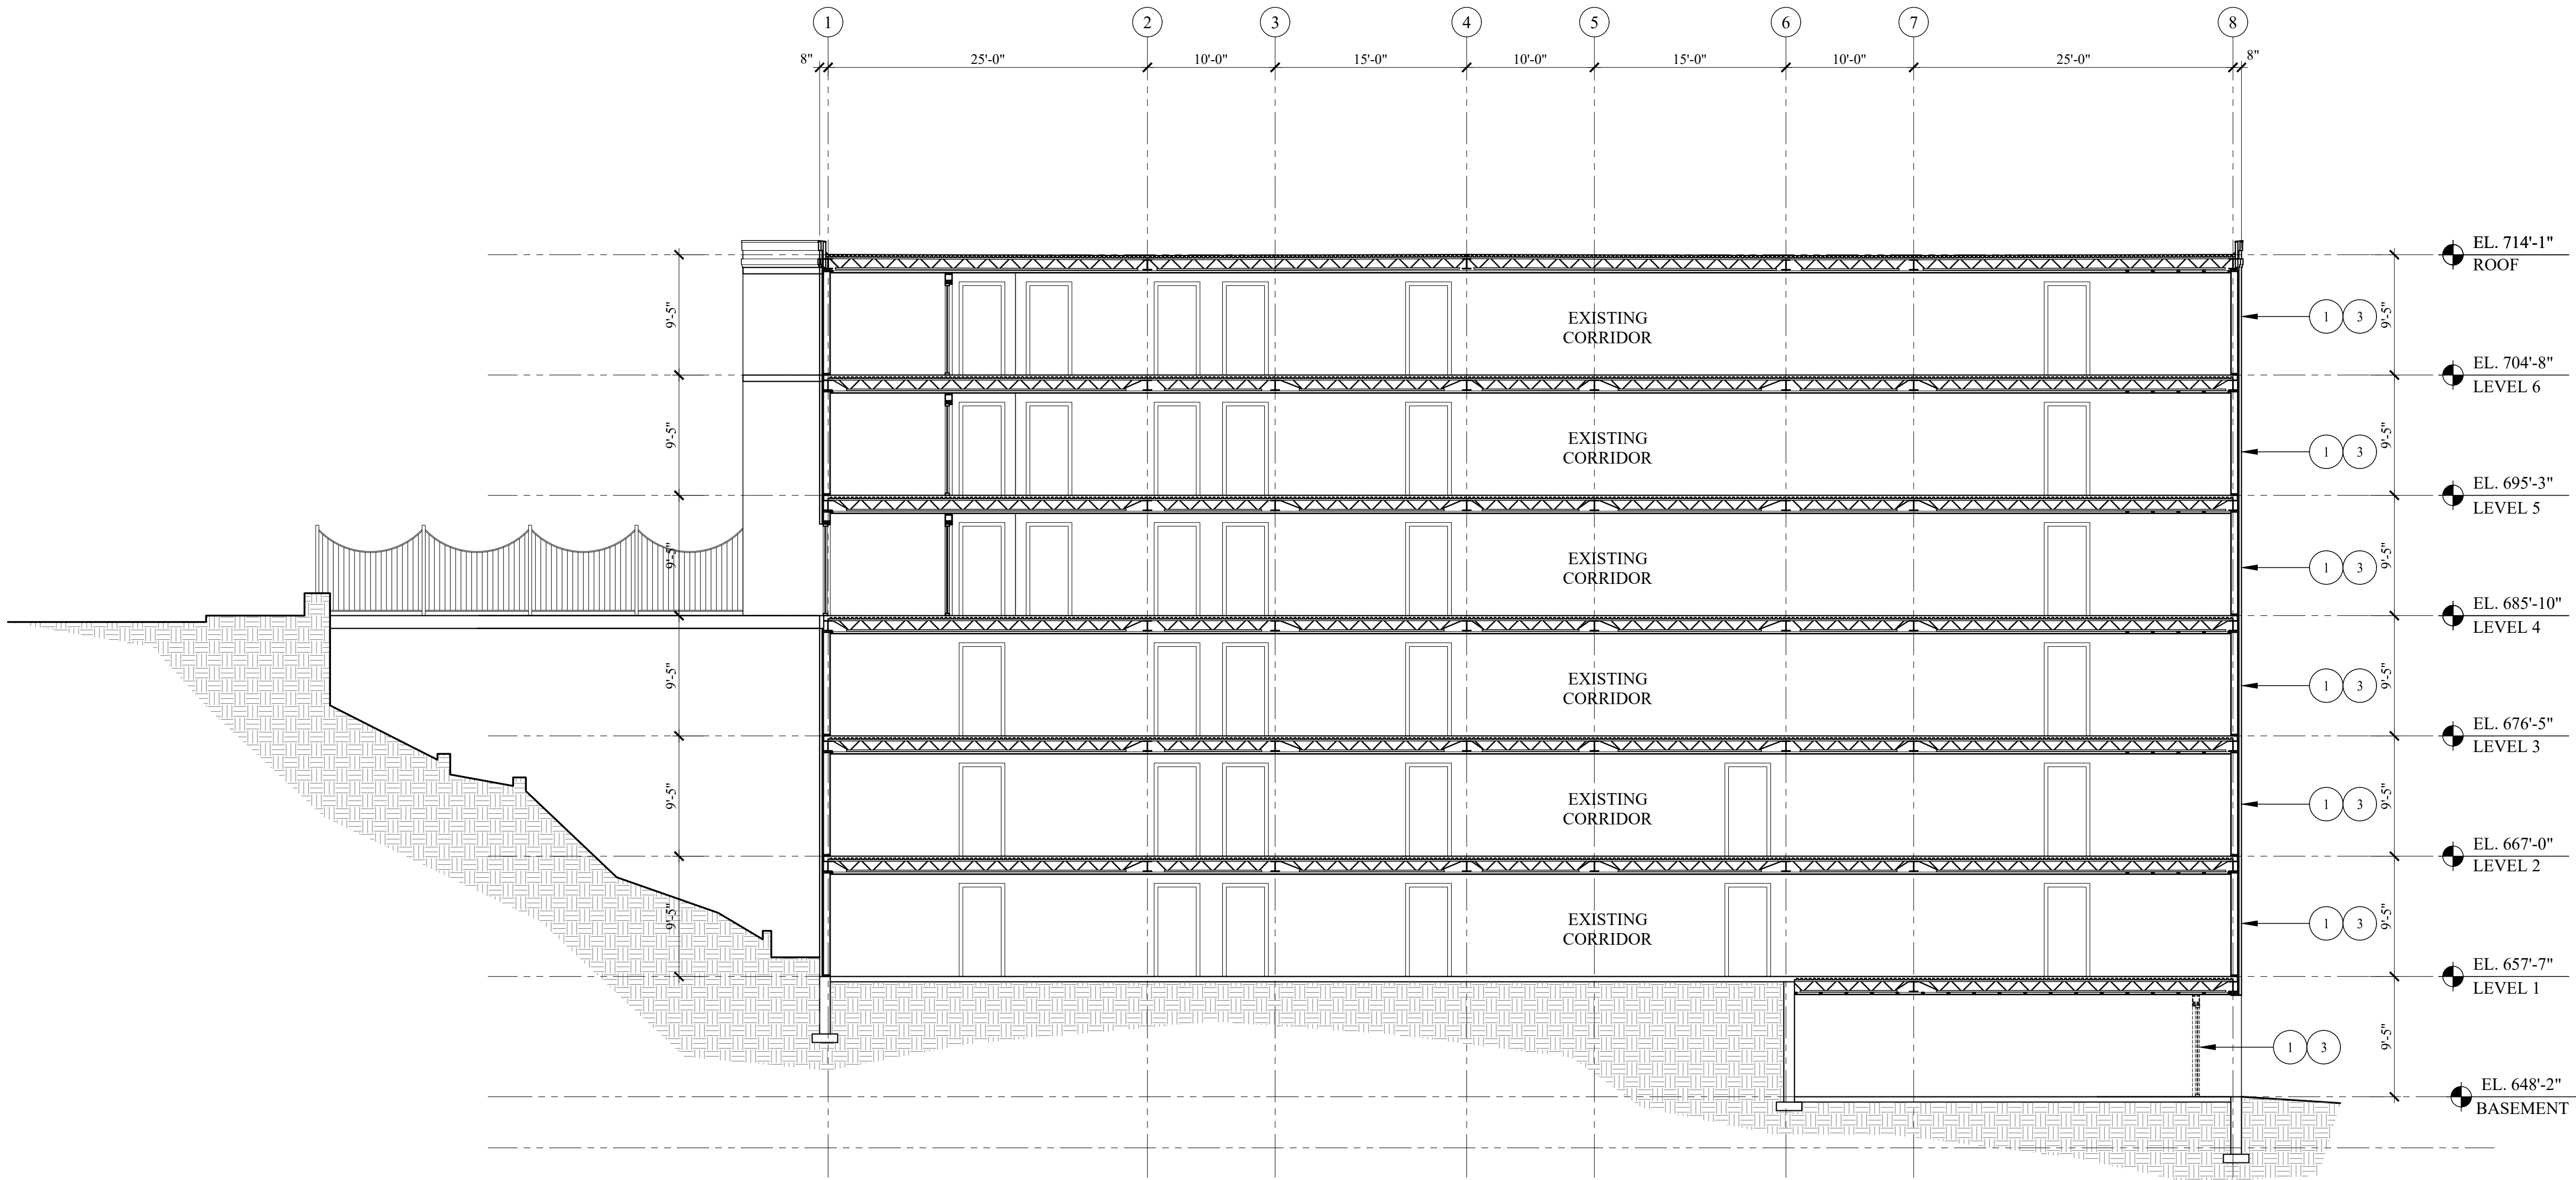 1 2 3 4 5 6 7 8
8" 25'-0" 10'-0" 15'-0" 10'-0" 15'-0" 10'-0" 25'-0" 8"
EL. 714'-1"
ROOF
9'-5"
EXISTING
CORRIDOR
1 3
9'-5"
EL. 704'-8"
LEVEL 6
9'-5"
EXISTING
CORRIDOR
1 3
9'-5"
EL. 695'-3"
LEVEL 5
9'-5"
EXISTING
CORRIDOR
1 3
9'-5"
EL. 685'-10"
LEVEL 4
9'-5"
EXISTING
CORRIDOR
1 3
9'-5"
EL. 676'-5"
LEVEL 3
9'-5"
EXISTING
CORRIDOR
1 3
9'-5"
EL. 667'-0"
LEVEL 2
9'-5"
EXISTING
CORRIDOR
1 3
9'-5"
EL. 657'-7"
LEVEL 1
1 3
9'-5"
EL. 648'-2"
BASEMENT